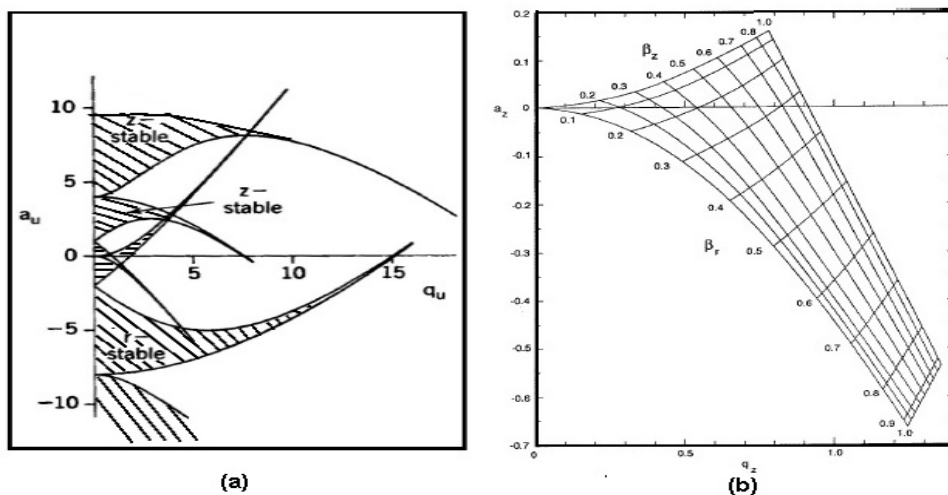 10
z—
stable
5
z—
stable
a_u
0
5
10
15
q_u
−5
r—
stable
−10
(a)
0.2
1.0
0.8
0.7
0.6
0.5
0.4
0.3
0.2
β_z
0.1
a_z
0
0.1
0.2
-0.1
0.3
-0.2
0.4
β_r
0.5
-0.3
0.6
-0.4
0.7
-0.5
0.8
-0.6
0.9
1.0
-0.7
0
0.5
1.0
q_z
(b)